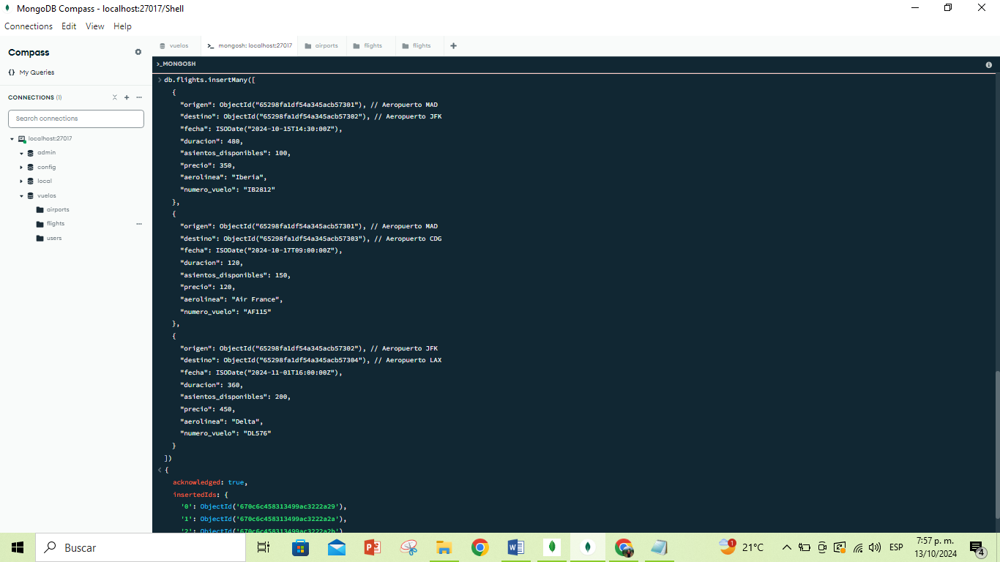 MongoDB Compass - localhost:27017/Shell
Connections Edit View Help
Compass
{} My Queries
CONNECTIONS (1)
Search connections
localhost:27017
admin
config
local
vuelos
airports
flights
users
vuelos
>_ mongosh: localhost:27017
airports
flights
flights
>_MONGOSH
> db.flights.insertMany([
{
"origen": ObjectId("65298fa1df54a345acb57301"), // Aeropuerto MAD
"destino": ObjectId("65298fa1df54a345acb57302"), // Aeropuerto JFK
"fecha": ISODate("2024-10-15T14:30:00Z"),
"duracion": 480,
"asientos_disponibles": 100,
"precio": 350,
"aerolinea": "Iberia",
"numero_vuelo": "IB2812"
},
{
"origen": ObjectId("65298fa1df54a345acb57301"), // Aeropuerto MAD
"destino": ObjectId("65298fa1df54a345acb57303"), // Aeropuerto CDG
"fecha": ISODate("2024-10-17T09:00:00Z"),
"duracion": 120,
"asientos_disponibles": 150,
"precio": 120,
"aerolinea": "Air France",
"numero_vuelo": "AF115"
},
{
"origen": ObjectId("65298fa1df54a345acb57302"), // Aeropuerto JFK
"destino": ObjectId("65298fa1df54a345acb57304"), // Aeropuerto LAX
"fecha": ISODate("2024-11-01T16:00:00Z"),
"duracion": 360,
"asientos_disponibles": 200,
"precio": 450,
"aerolinea": "Delta",
"numero_vuelo": "DL576"
}
])
< {
acknowledged: true,
insertedIds: {
'0': ObjectId('670c6c458313499ac3222a29'),
'1': ObjectId('670c6c458313499ac3222a2a'),
'2': ObjectId('670c6c458313499ac3222a2b')
Buscar
1
21°C
ESP
7:57 p. m.
13/10/2024
4